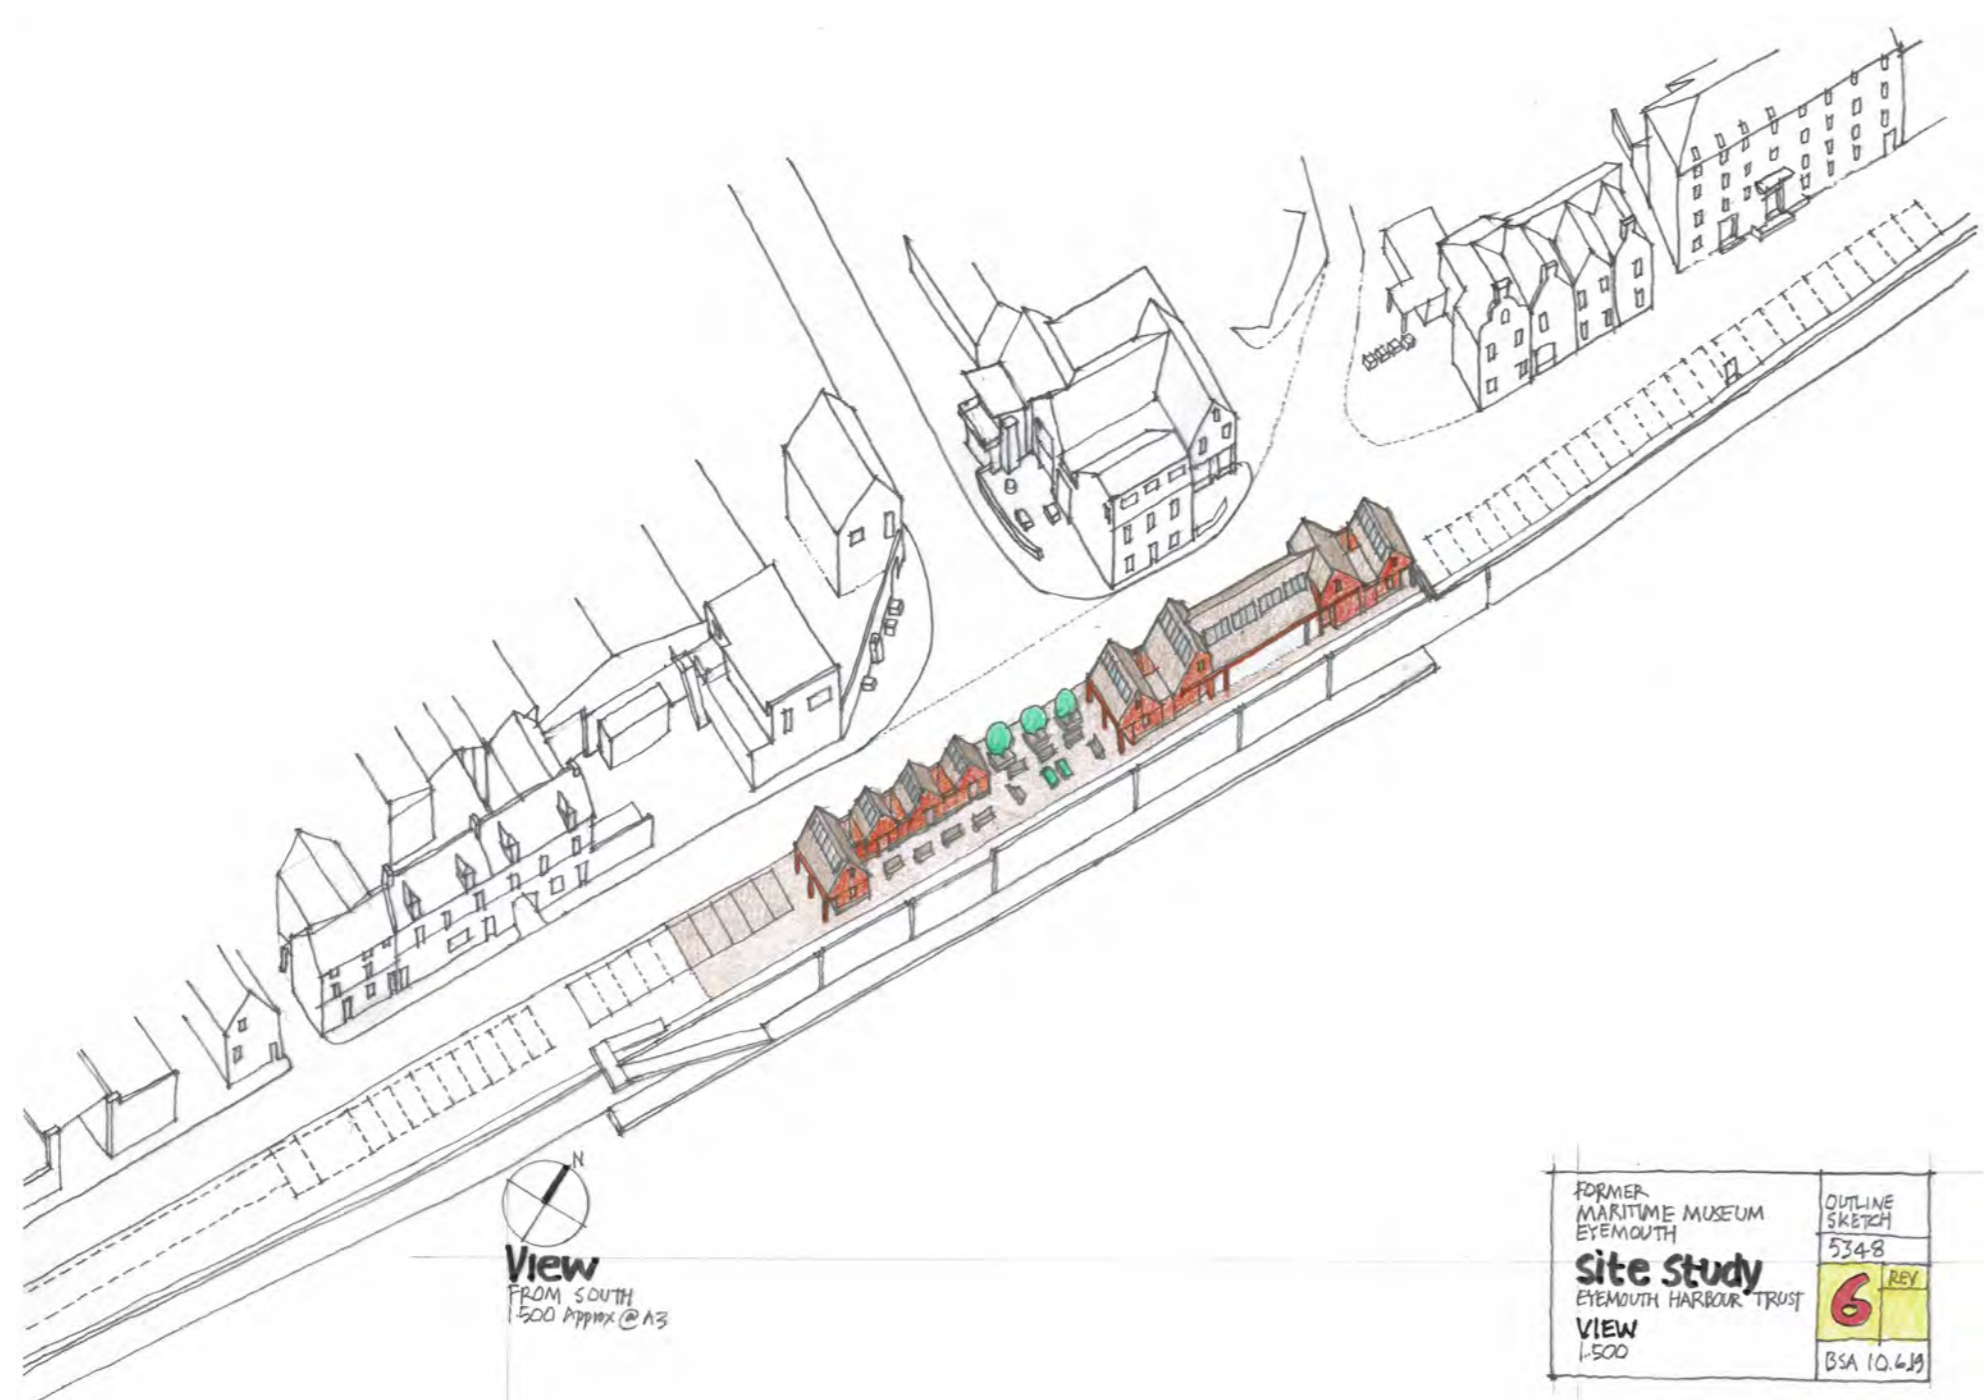 N
View
FROM SOUTH
1:500 Approx @ A3
FORMER
MARITIME MUSEUM
EYEMOUTH
site study
EYEMOUTH HARBOUR TRUST
VIEW
1:500
OUTLINE
SKETCH
5348
6
REV
BSA 10.6.19